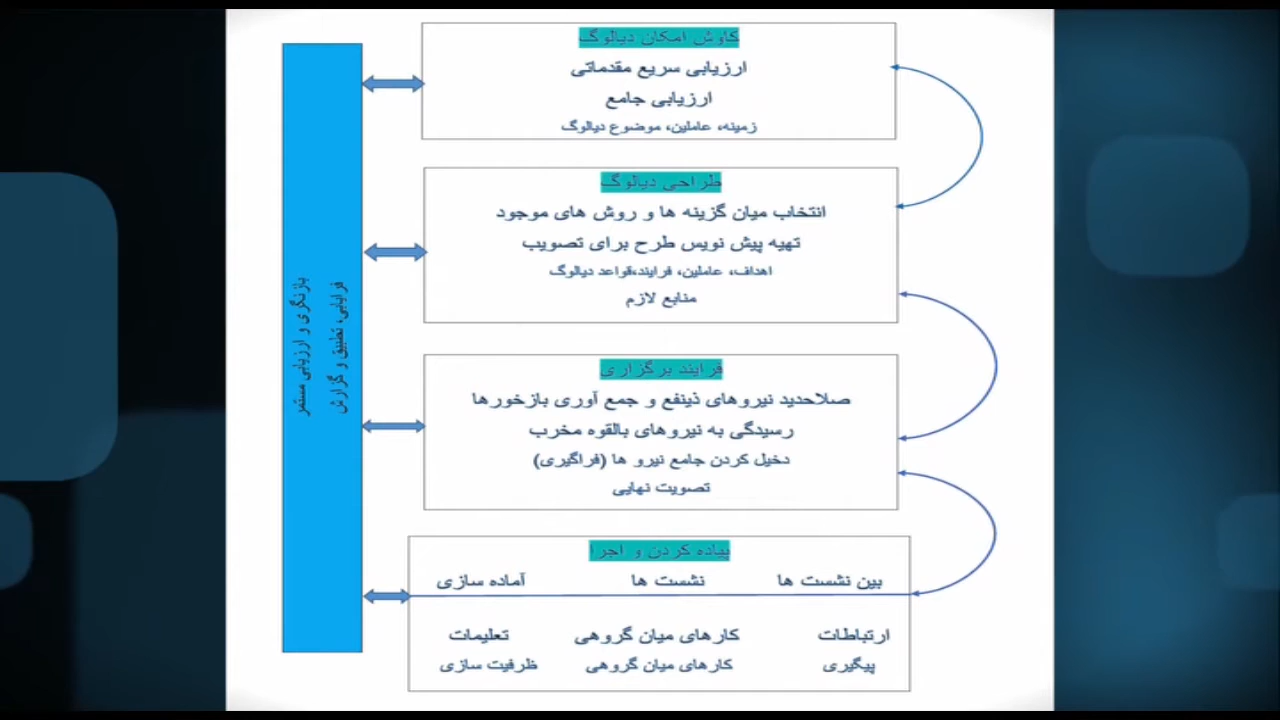 کاوش امکان دیالوگ
ارزیابی سریع مقدماتی
ارزیابی جامع
زمینه، عاملین، موضوع دیالوگ
طراحی دیالوگ
انتخاب میان گزینه ها و روش های موجود
تهیه پیش نویس طرح برای تصویب
اهداف، عاملین، فرایند،قواعد دیالوگ
منابع لازم
فرایند برگزاری
صلاحدید نیروهای ذینفع و جمع آوری بازخورها
رسیدگی به نیروهای بالقوه مخرب
دخیل کردن جامع نیرو ها (فراگیری)
تصویت نهایی
پیاده کردن و اجرا
بین نشست ها نشست ها آماده سازی
ارتباطات کارهای میان گروهی تعلیمات
پیگیری کارهای میان گروهی ظرفیت سازی
بازنگری و ارزیابی مستمر
فرایابی، تطبیق و گزارش